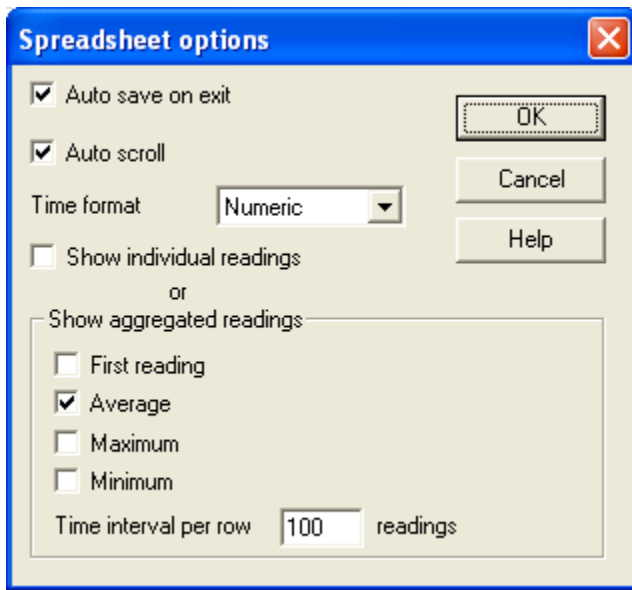 Spreadsheet options
Auto save on exit
OK
Auto scroll
Cancel
Time format Numeric
Help
Show individual readings
or
Show aggregated readings
First reading
Average
Maximum
Minimum
Time interval per row 100 readings